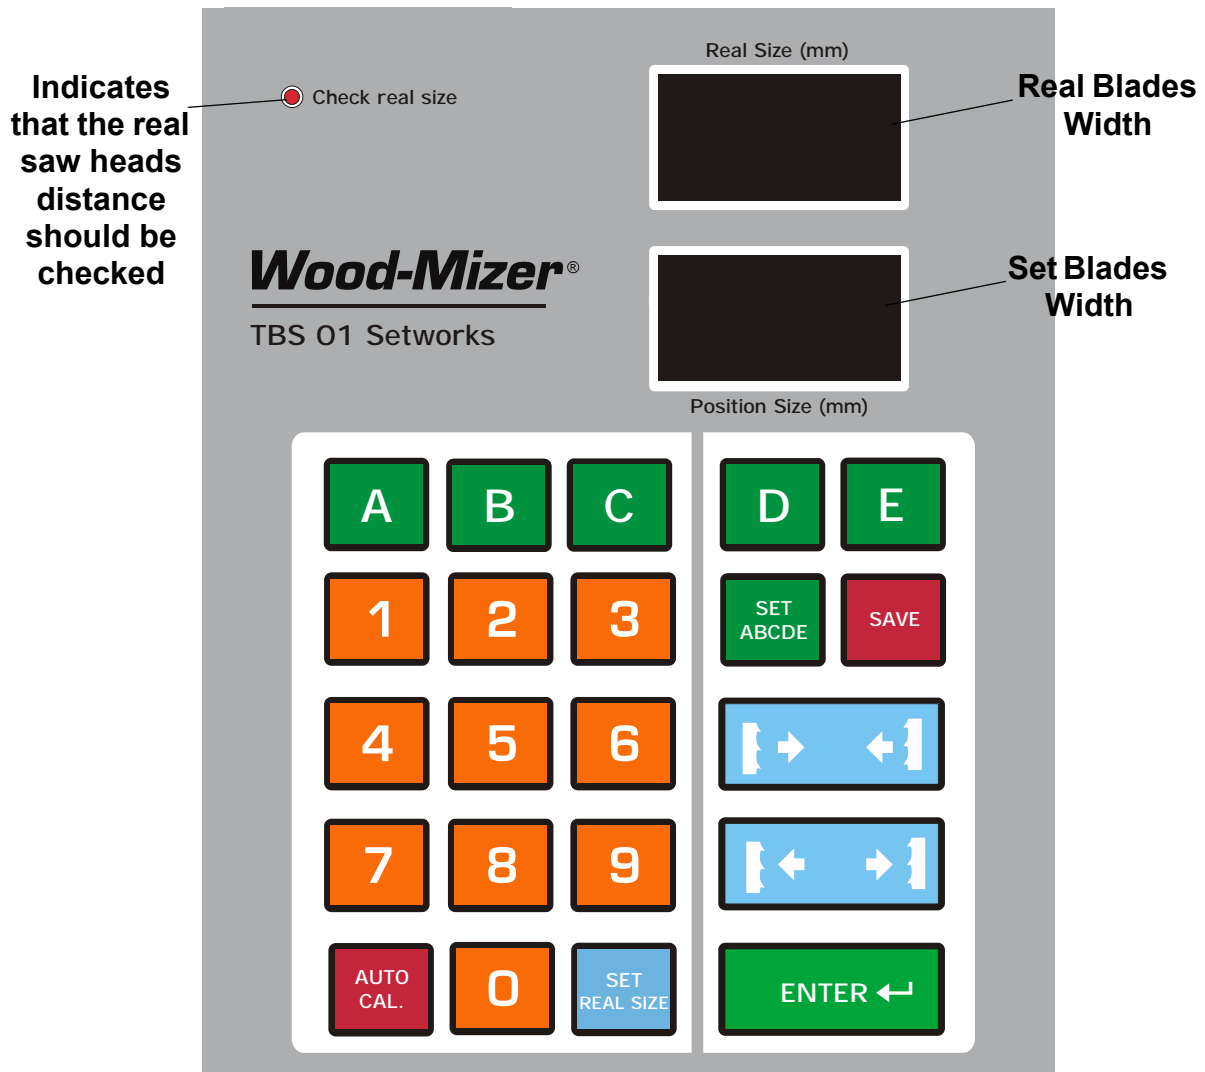 Real Size (mm)
Indicates
that the real
saw heads
distance
should be
checked
Check real size
Real Blades
Width
Wood-Mizer®
TBS 01 Setworks
Set Blades
Width
Position Size (mm)
A B C D E
1 2 3
SET
ABCDE
SAVE
4 5 6
7 8 9
AUTO
CAL.
0
SET
REAL SIZE
ENTER